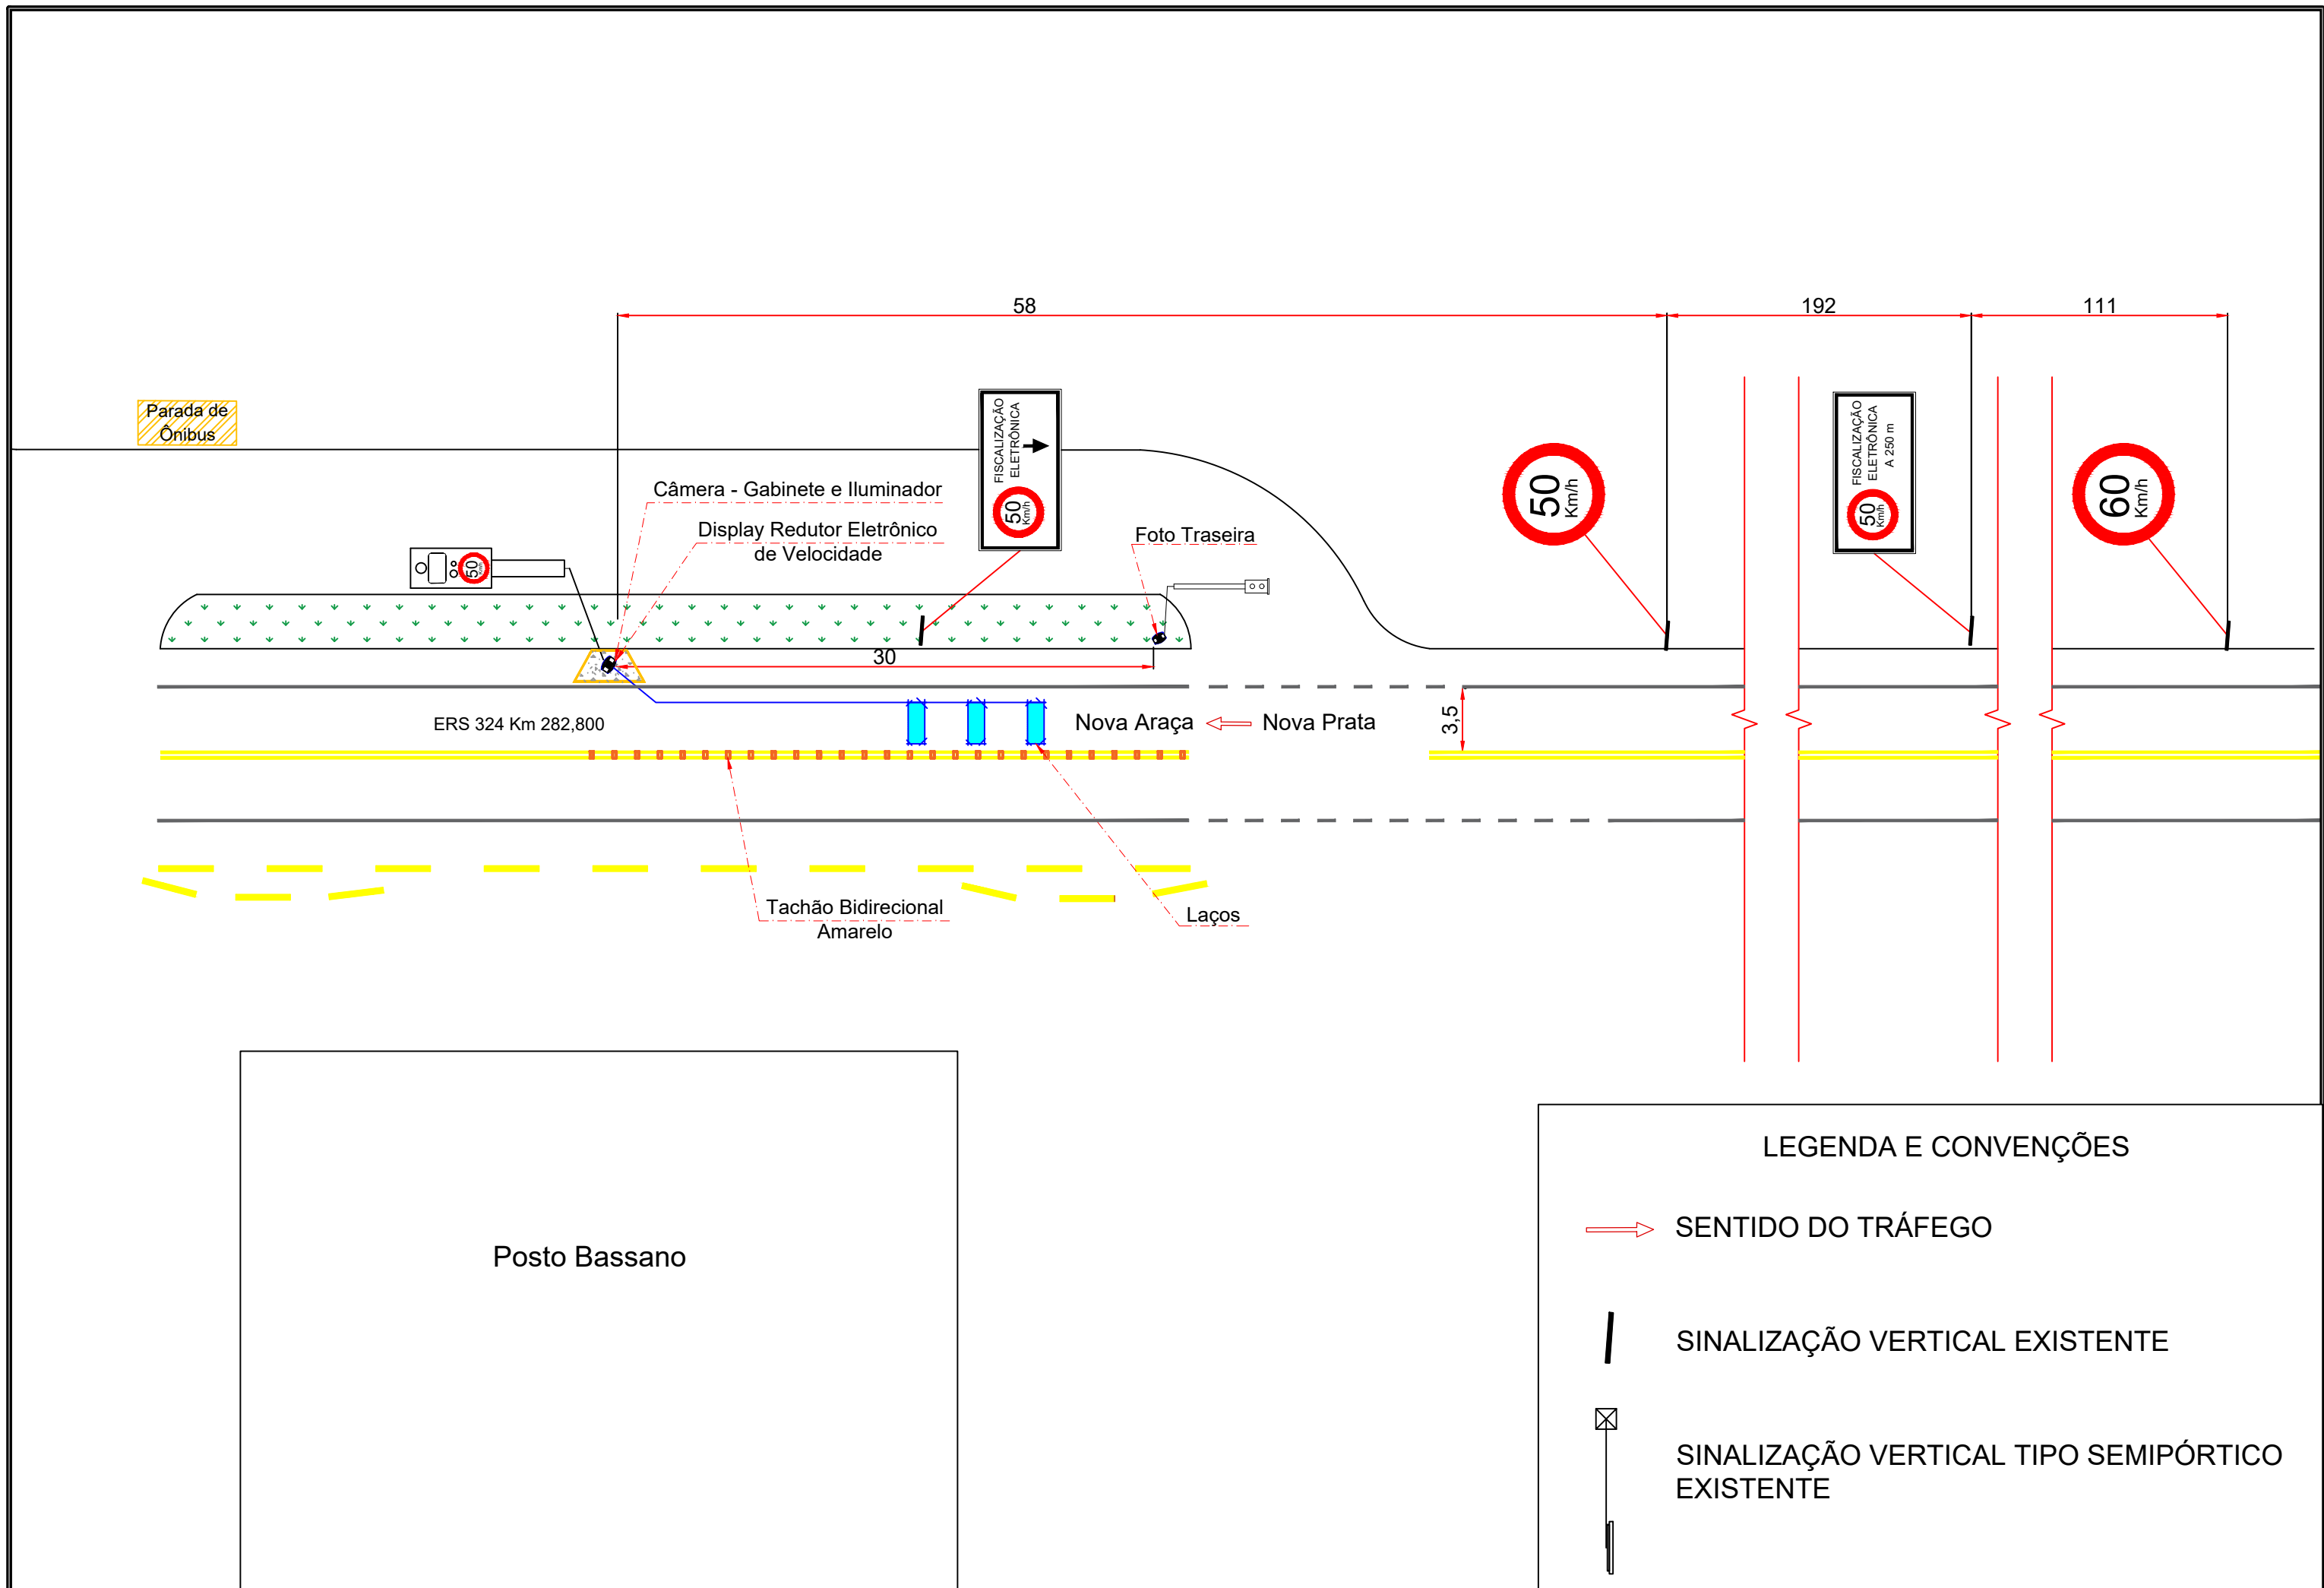 58
192
111
Parada de
Ônibus
FISCALIZAÇÃO
ELETRÔNICA
50
Km/h
50
Km/h
FISCALIZAÇÃO
ELETRÔNICA
A 250 m
50
Km/h
60
Km/h
Câmera - Gabinete e Iluminador
Display Redutor Eletrônico
de Velocidade
Foto Traseira
50
Km/h
30
ERS 324 Km 282,800
Nova Araça
Nova Prata
3,5
Tachão Bidirecional
Amarelo
Laços
Posto Bassano
LEGENDA E CONVENÇÕES
SENTIDO DO TRÁFEGO
SINALIZAÇÃO VERTICAL EXISTENTE
SINALIZAÇÃO VERTICAL TIPO SEMIPÓRTICO
EXISTENTE